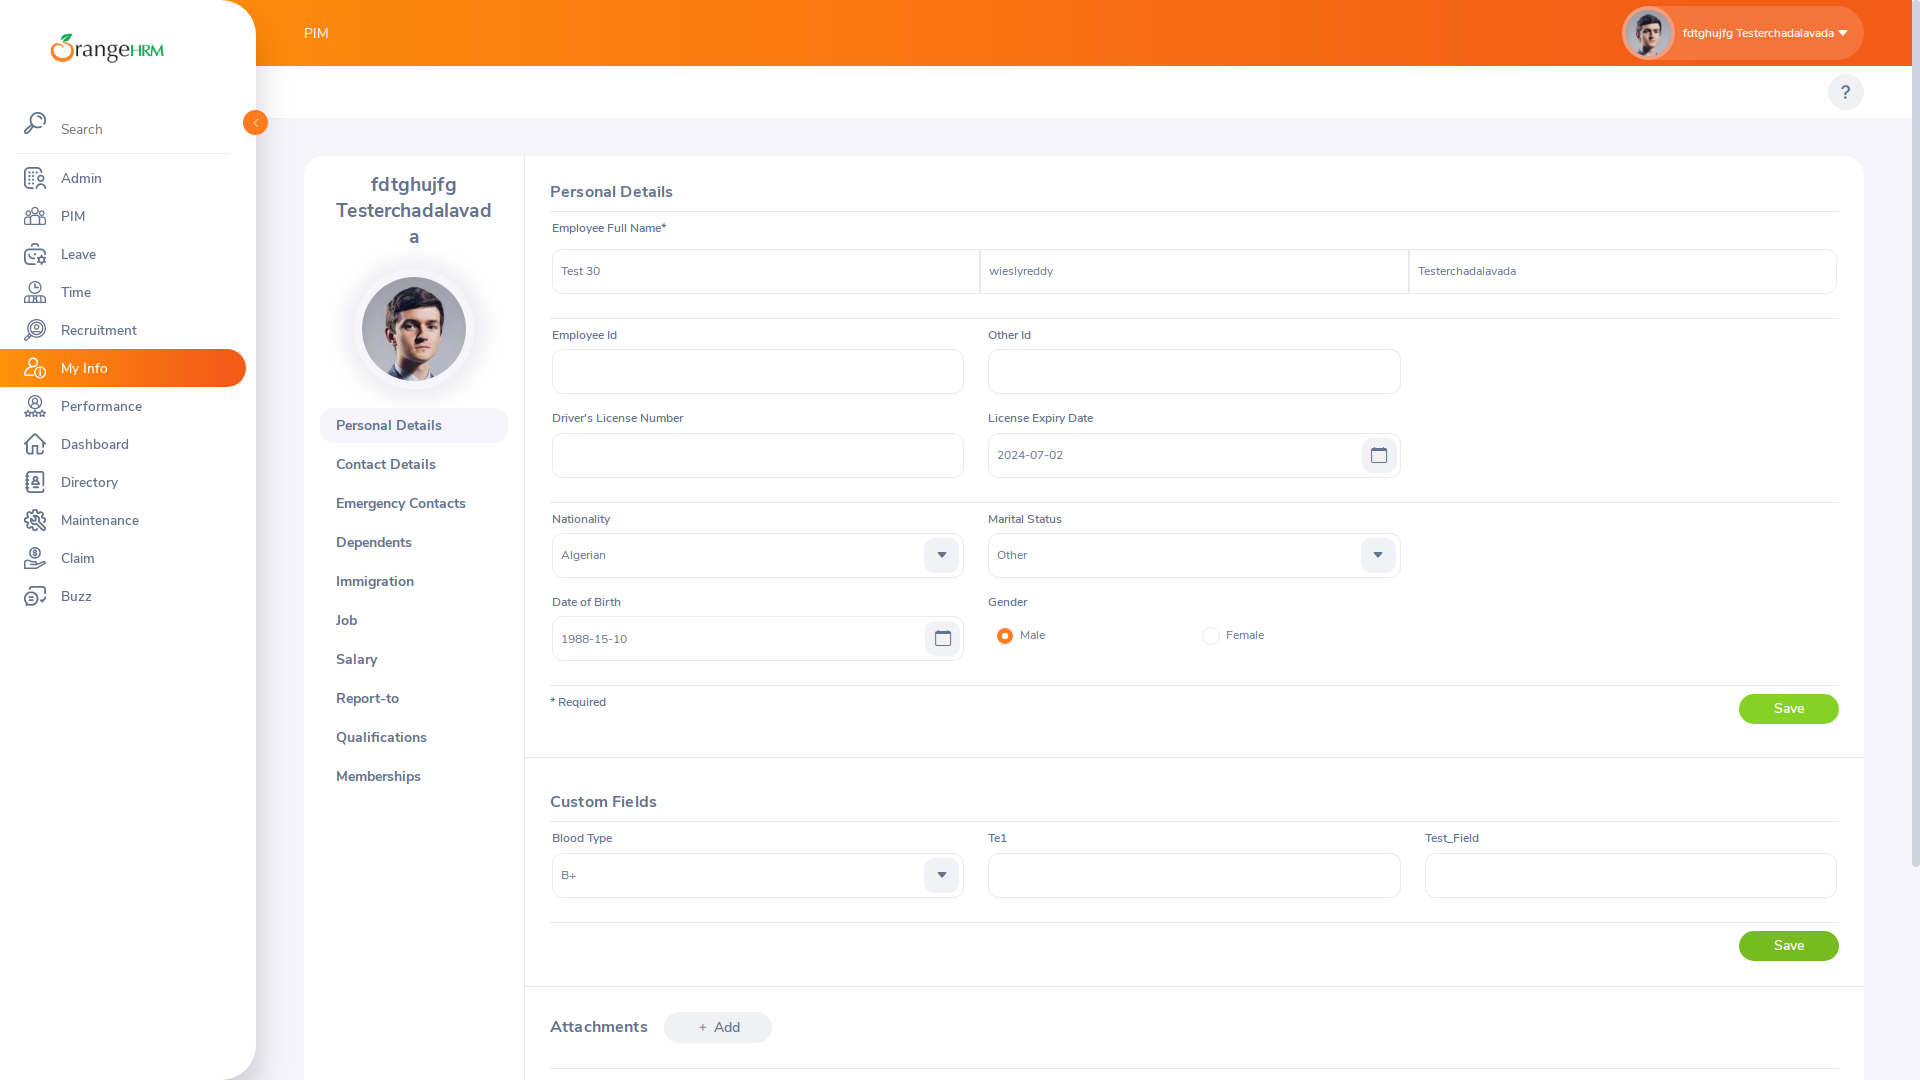 OrangeHRM
PIM
fdtghujfg Testerchadalavada
?
Search
Admin
PIM
Leave
Time
Recruitment
My Info
Performance
Dashboard
Directory
Maintenance
Claim
Buzz
fdtghujfg
Testerchadalavad
a
Personal Details
Contact Details
Emergency Contacts
Dependents
Immigration
Job
Salary
Report-to
Qualifications
Memberships
Personal Details
Employee Full Name*
Test 30 wieslyreddy Testerchadalavada
Employee Id Other Id
Driver's License Number License Expiry Date
2024-07-02
Nationality Marital Status
Algerian Other
Date of Birth Gender
1988-15-10 Male Female
* Required Save
Custom Fields
Blood Type Te1 Test_Field
B+
Save
Attachments + Add